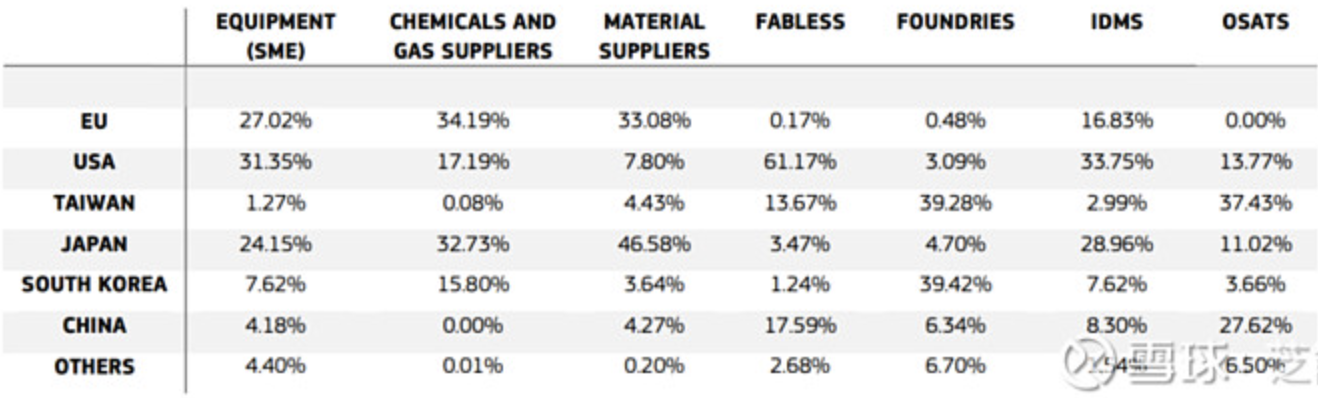 EQUIPMENT (SME) CHEMICALS AND GAS SUPPLIERS MATERIAL SUPPLIERS FABLESS FOUNDRIES IDMS OSATS
EU 27.02% 34.19% 33.08% 0.17% 0.48% 16.83% 0.00%
USA 31.35% 17.19% 7.80% 61.17% 3.09% 33.75% 13.77%
TAIWAN 1.27% 0.08% 4.43% 13.67% 39.28% 2.99% 37.43%
JAPAN 24.15% 32.73% 46.58% 3.47% 4.70% 28.96% 11.02%
SOUTH KOREA 7.62% 15.80% 3.64% 1.24% 39.42% 7.62% 3.66%
CHINA 4.18% 0.00% 4.27% 17.59% 6.34% 8.30% 27.62%
OTHERS 4.40% 0.01% 0.20% 2.68% 6.70% 6.50%
雪球